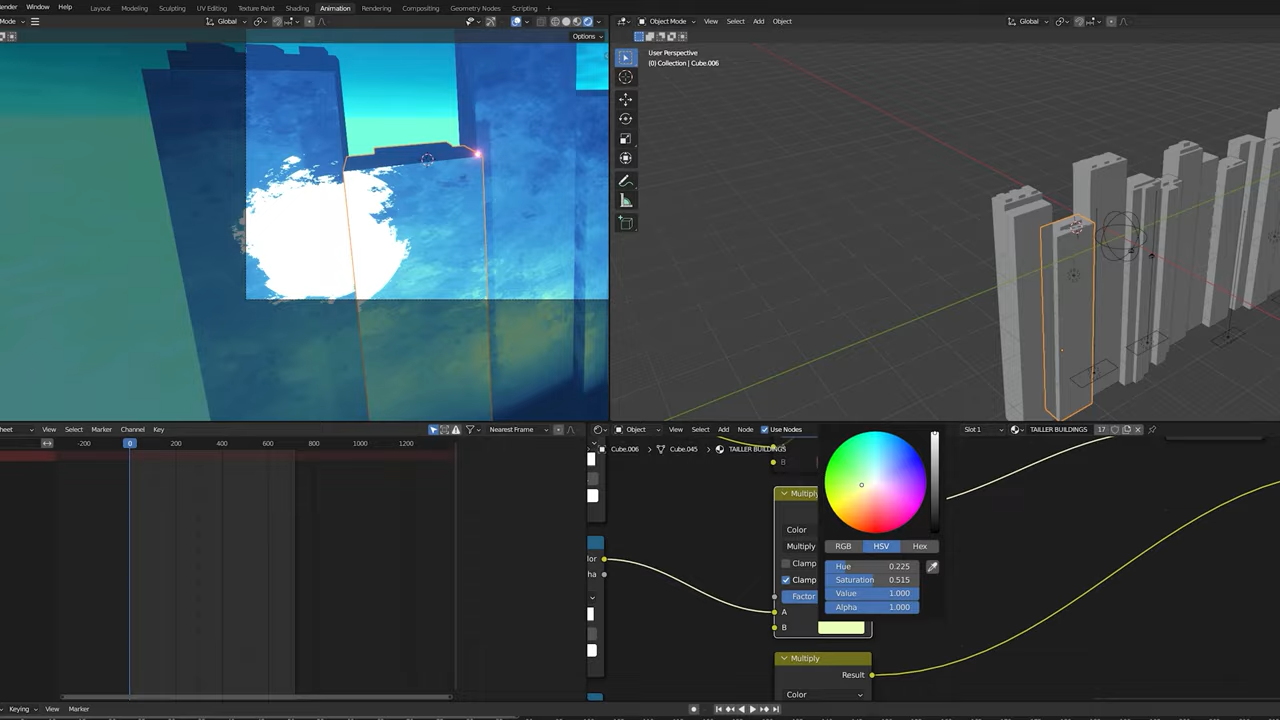 Render Window Help Layout Modeling Sculpting UV Editing Texture Paint Shading Animation Rendering Compositing Geometry Nodes Scripting +
Mode Global
Object Mode View Select Add Object Global
Options
User Perspective
(0) Collection | Cube.006
View Select Marker Channel Key Nearest Frame
-200 0 200 400 600 800 1000 1200
Object View Select Add Node Use Nodes Slot 1 TAILLER BUILDINGS 17
Cube.006 Cube.045 TAILLER BUILDINGS
B
Multiply
Color
Multiply
Clamp
Clamp
Factor
A
B
RGB HSV Hex
Hue 0.225
Saturation 0.515
Value 1.000
Alpha 1.000
Multiply
Result
Color
Keying View Marker